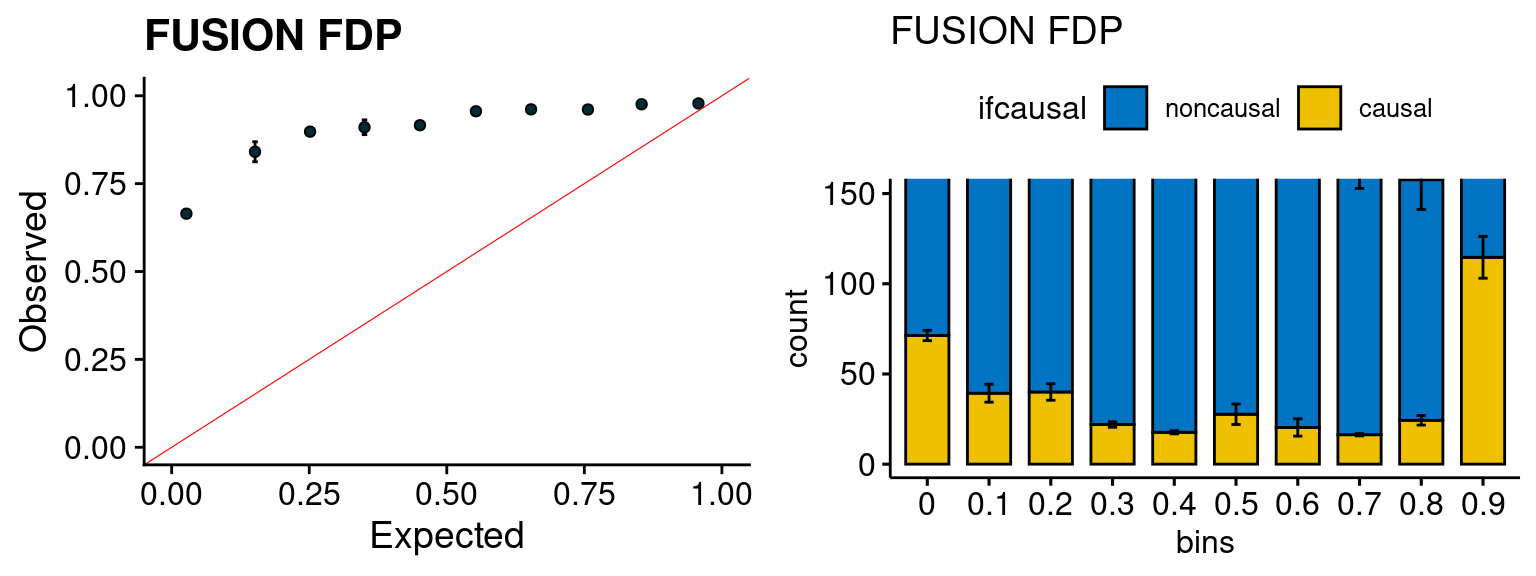 FUSION FDP
Observed
1.00
0.75
0.50
0.25
0.00
0.00 0.25 0.50 0.75 1.00
Expected
FUSION FDP
ifcausal noncausal causal
count
150
100
50
0
0 0.1 0.2 0.3 0.4 0.5 0.6 0.7 0.8 0.9
bins